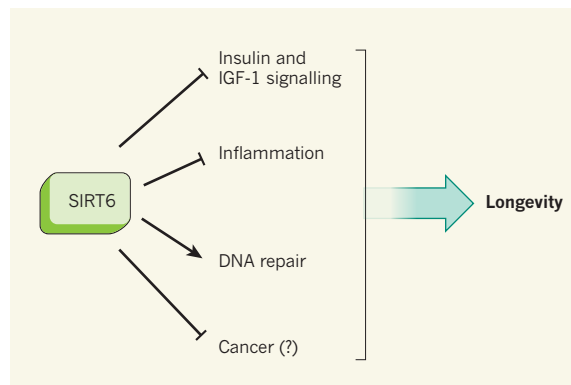 Insulin and
IGF-1 signalling
Inflammation
SIRT6
Longevity
DNA repair
Cancer (?)